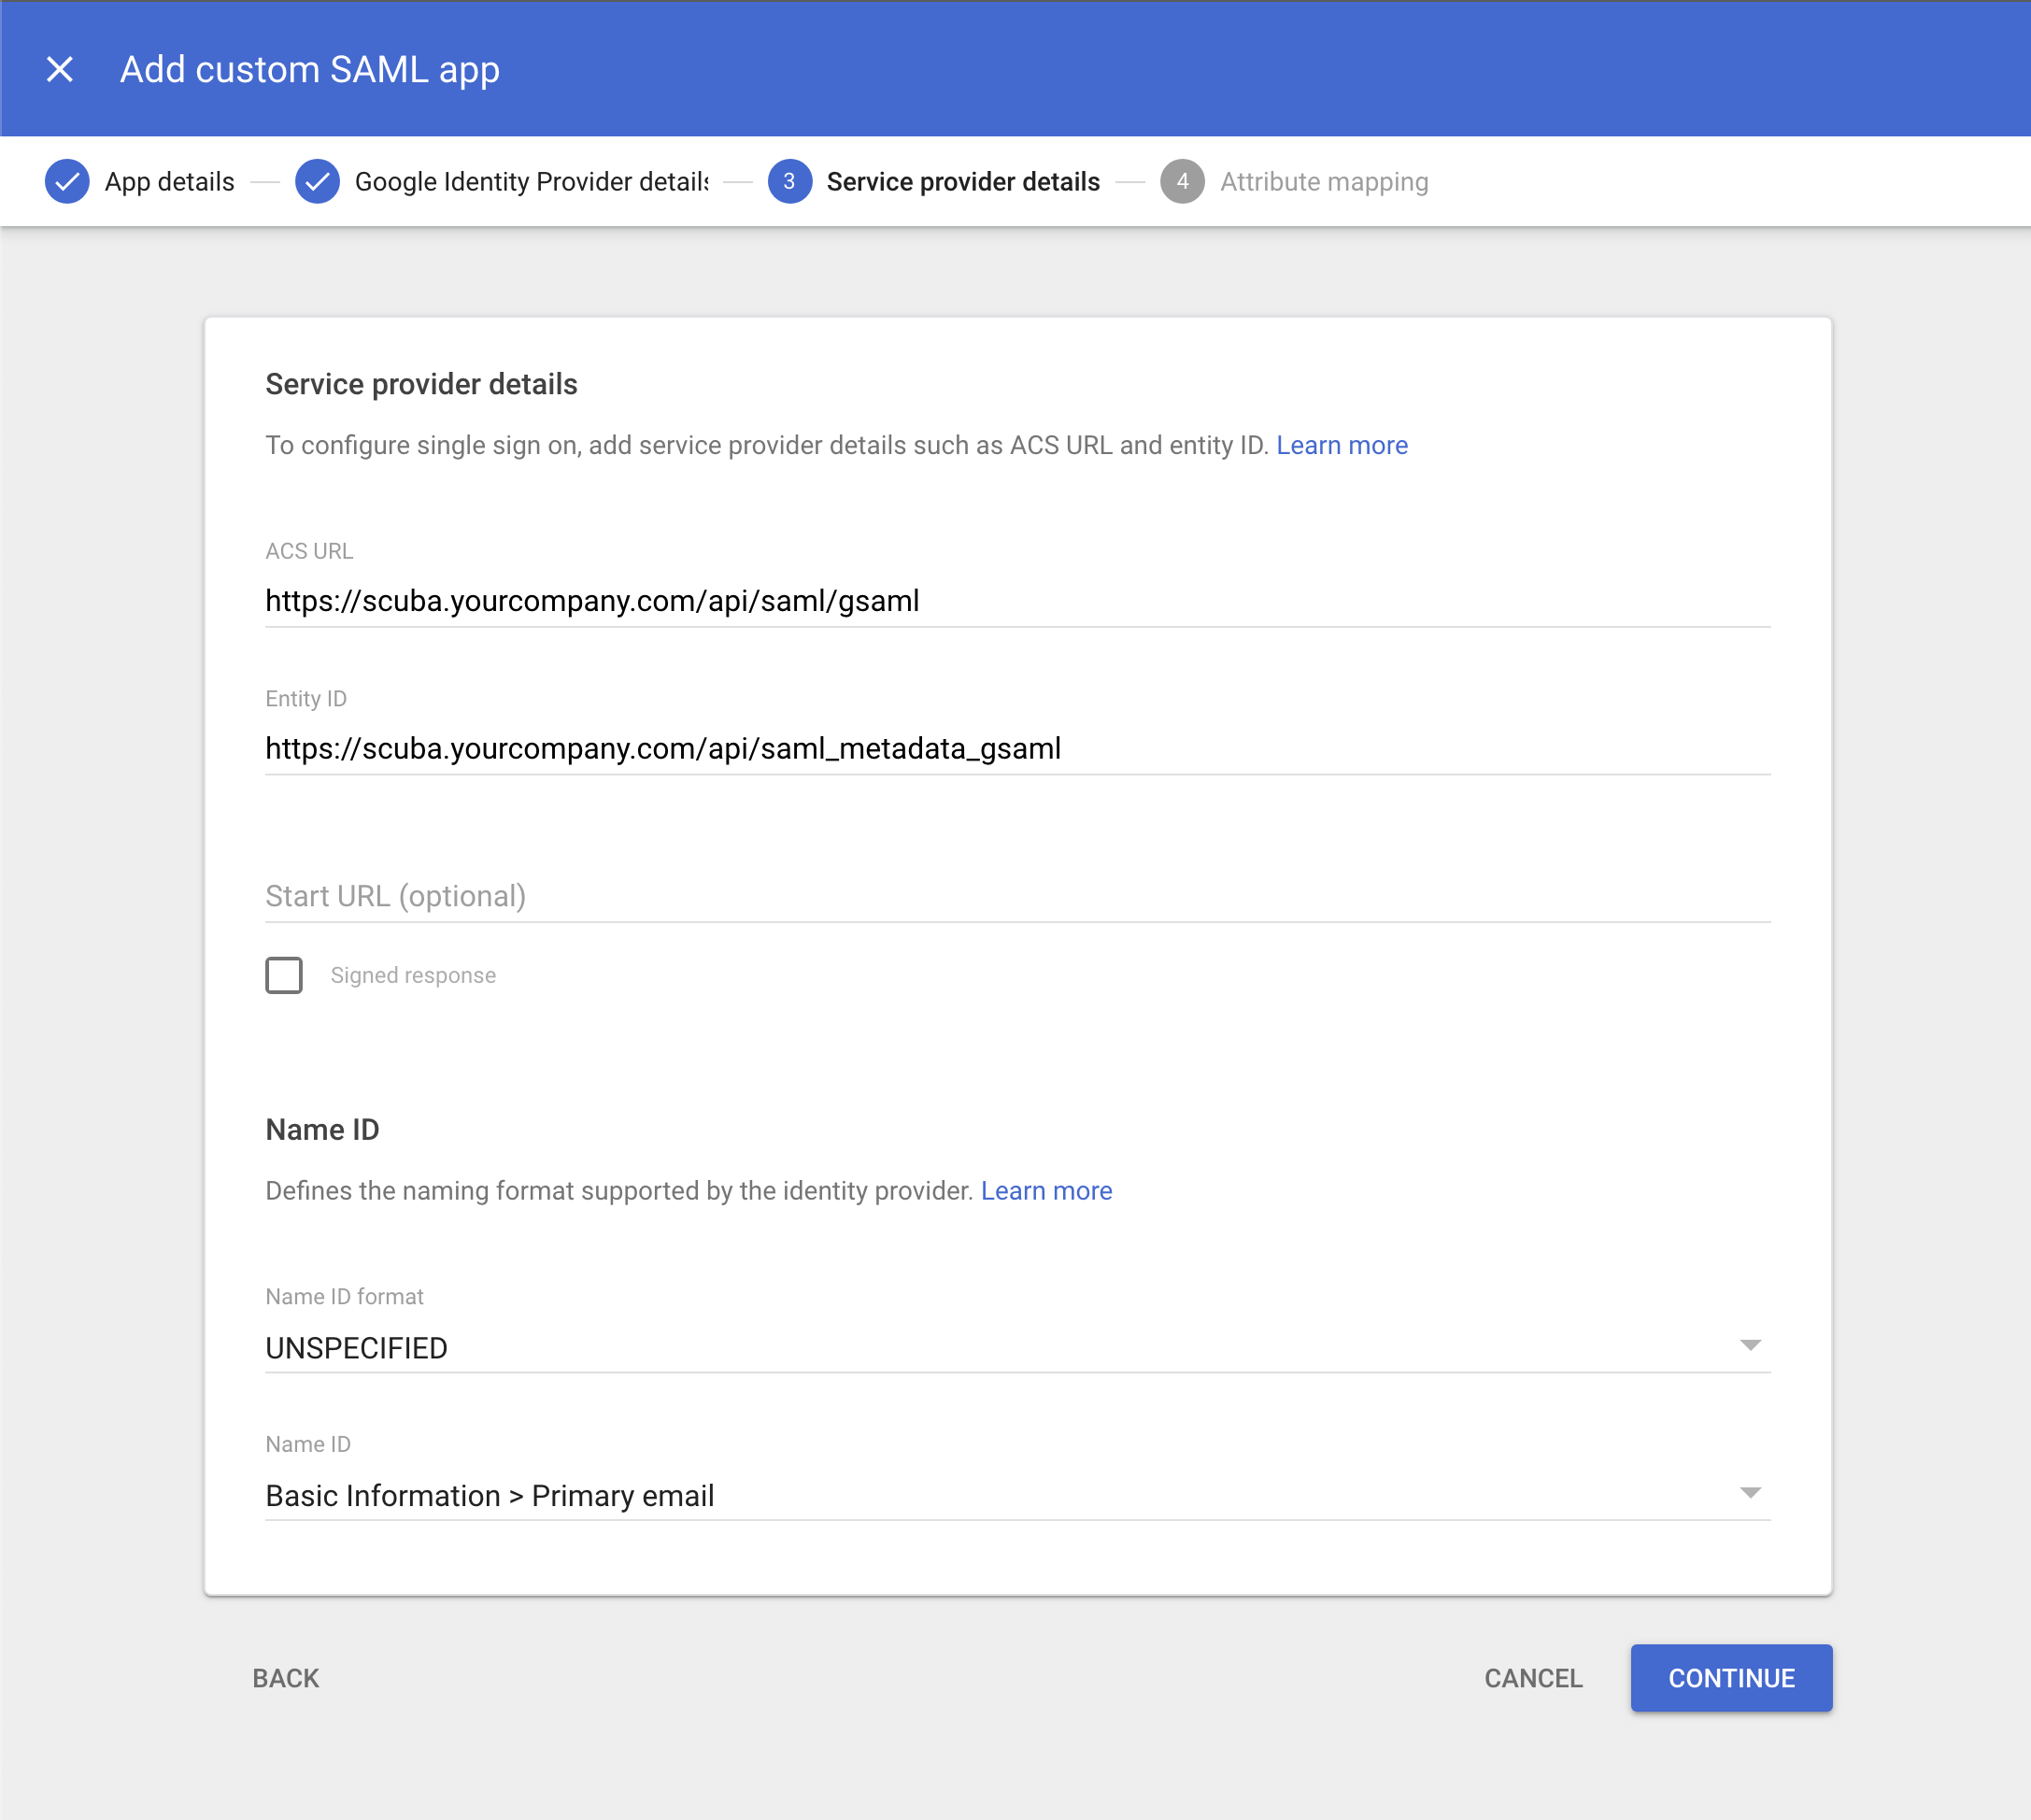 Add custom SAML app
App details
Google Identity Provider details
3 Service provider details
4 Attribute mapping
Service provider details
To configure single sign on, add service provider details such as ACS URL and entity ID. Learn more
ACS URL
https://scuba.yourcompany.com/api/saml/gsaml
Entity ID
https://scuba.yourcompany.com/api/saml_metadata_gsaml
Start URL (optional)
Signed response
Name ID
Defines the naming format supported by the identity provider. Learn more
Name ID format
UNSPECIFIED
Name ID
Basic Information > Primary email
BACK
CANCEL
CONTINUE